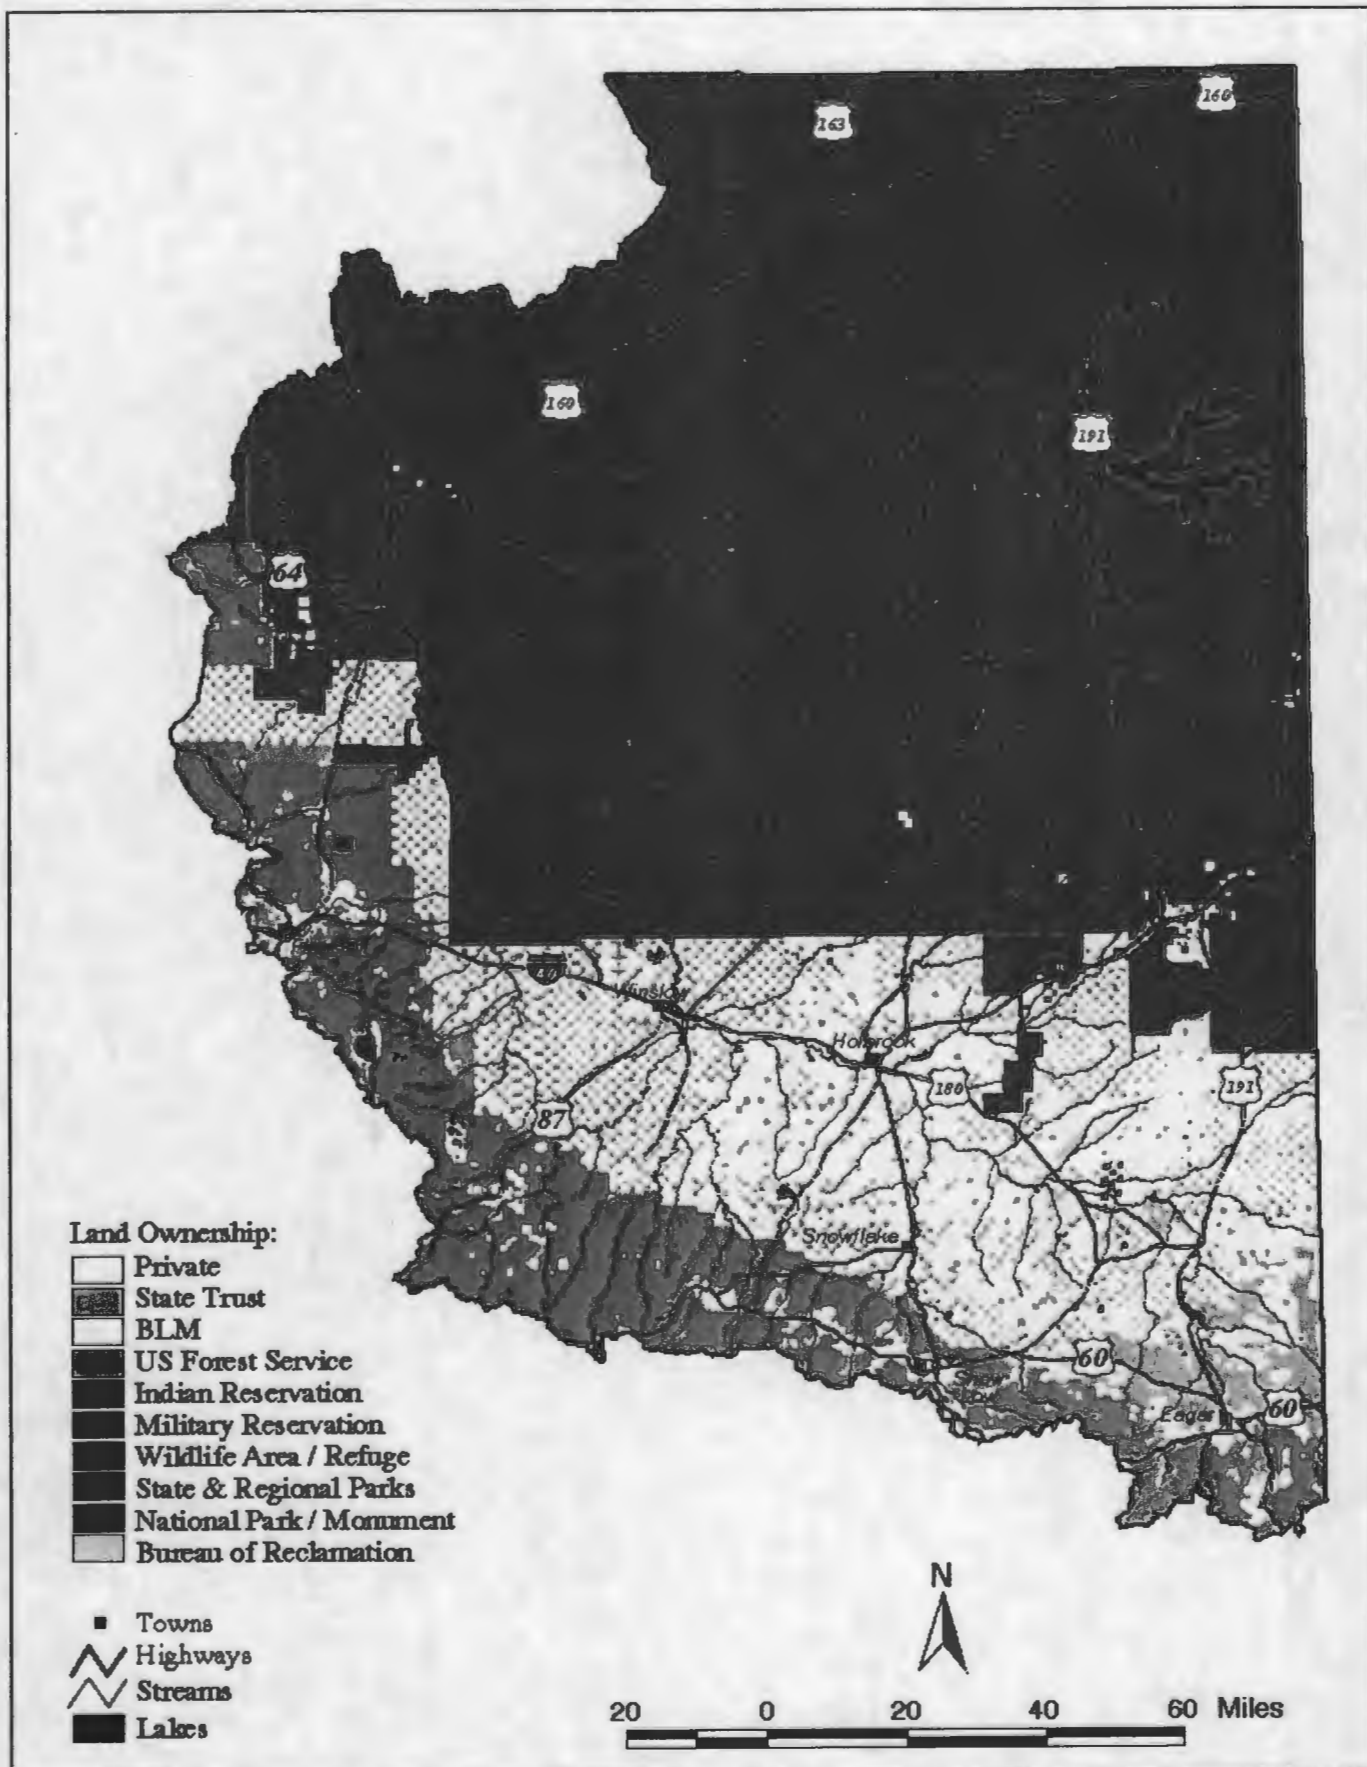 163
160
160
191
64
40
Winslow
Holbrook
180
191
87
Snowflake
60
Show
Low
Eagar
60
Land Ownership:
Private
State Trust
BLM
US Forest Service
Indian Reservation
Military Reservation
Wildlife Area / Refuge
State & Regional Parks
National Park / Monument
Bureau of Reclamation
Towns
Highways
Streams
Lakes
N
20 0 20 40 60 Miles